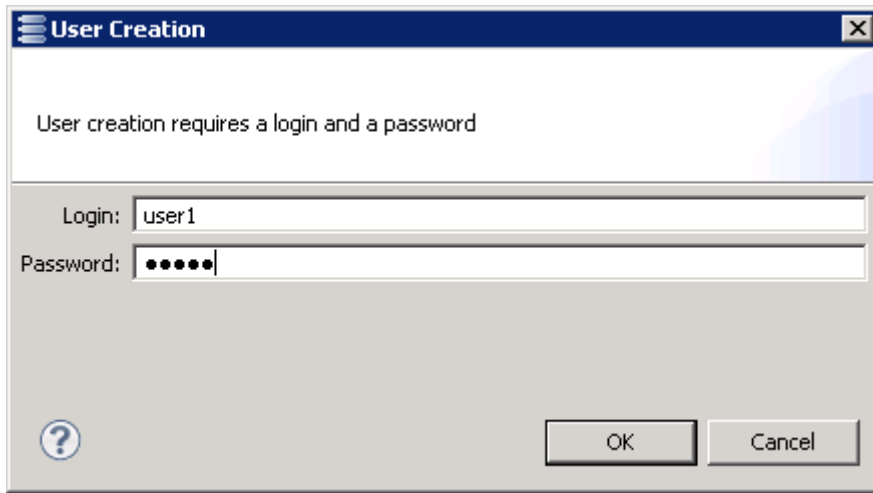 User Creation
User creation requires a login and a password
Login: user1
Password: ●●●●●
?
OK Cancel